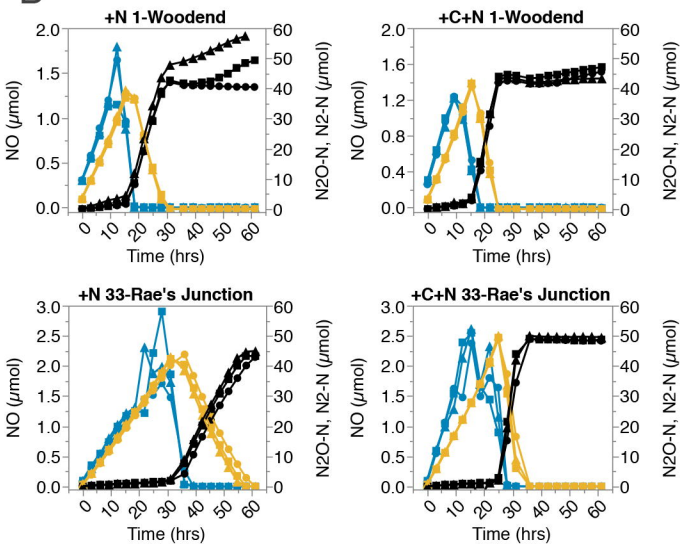 +N 1-Woodend
2.0
1.5
1.0
0.5
0.0
NO (µmol)
60
50
40
30
20
10
0
N2O-N, N2-N (µmol)
0 10 20 30 40 50 60
Time (hrs)
+C+N 1-Woodend
2.0
1.6
1.2
0.8
0.4
0.0
NO (µmol)
60
50
40
30
20
10
0
N2O-N, N2-N (µmol)
0 10 20 30 40 50 60
Time (hrs)
+N 33-Rae's Junction
3.0
2.5
2.0
1.5
1.0
0.5
0.0
NO (µmol)
60
50
40
30
20
10
0
N2O-N, N2-N (µmol)
0 10 20 30 40 50 60
Time (hrs)
+C+N 33-Rae's Junction
3.0
2.5
2.0
1.5
1.0
0.5
0.0
NO (µmol)
60
50
40
30
20
10
0
N2O-N, N2-N (µmol)
0 10 20 30 40 50 60
Time (hrs)